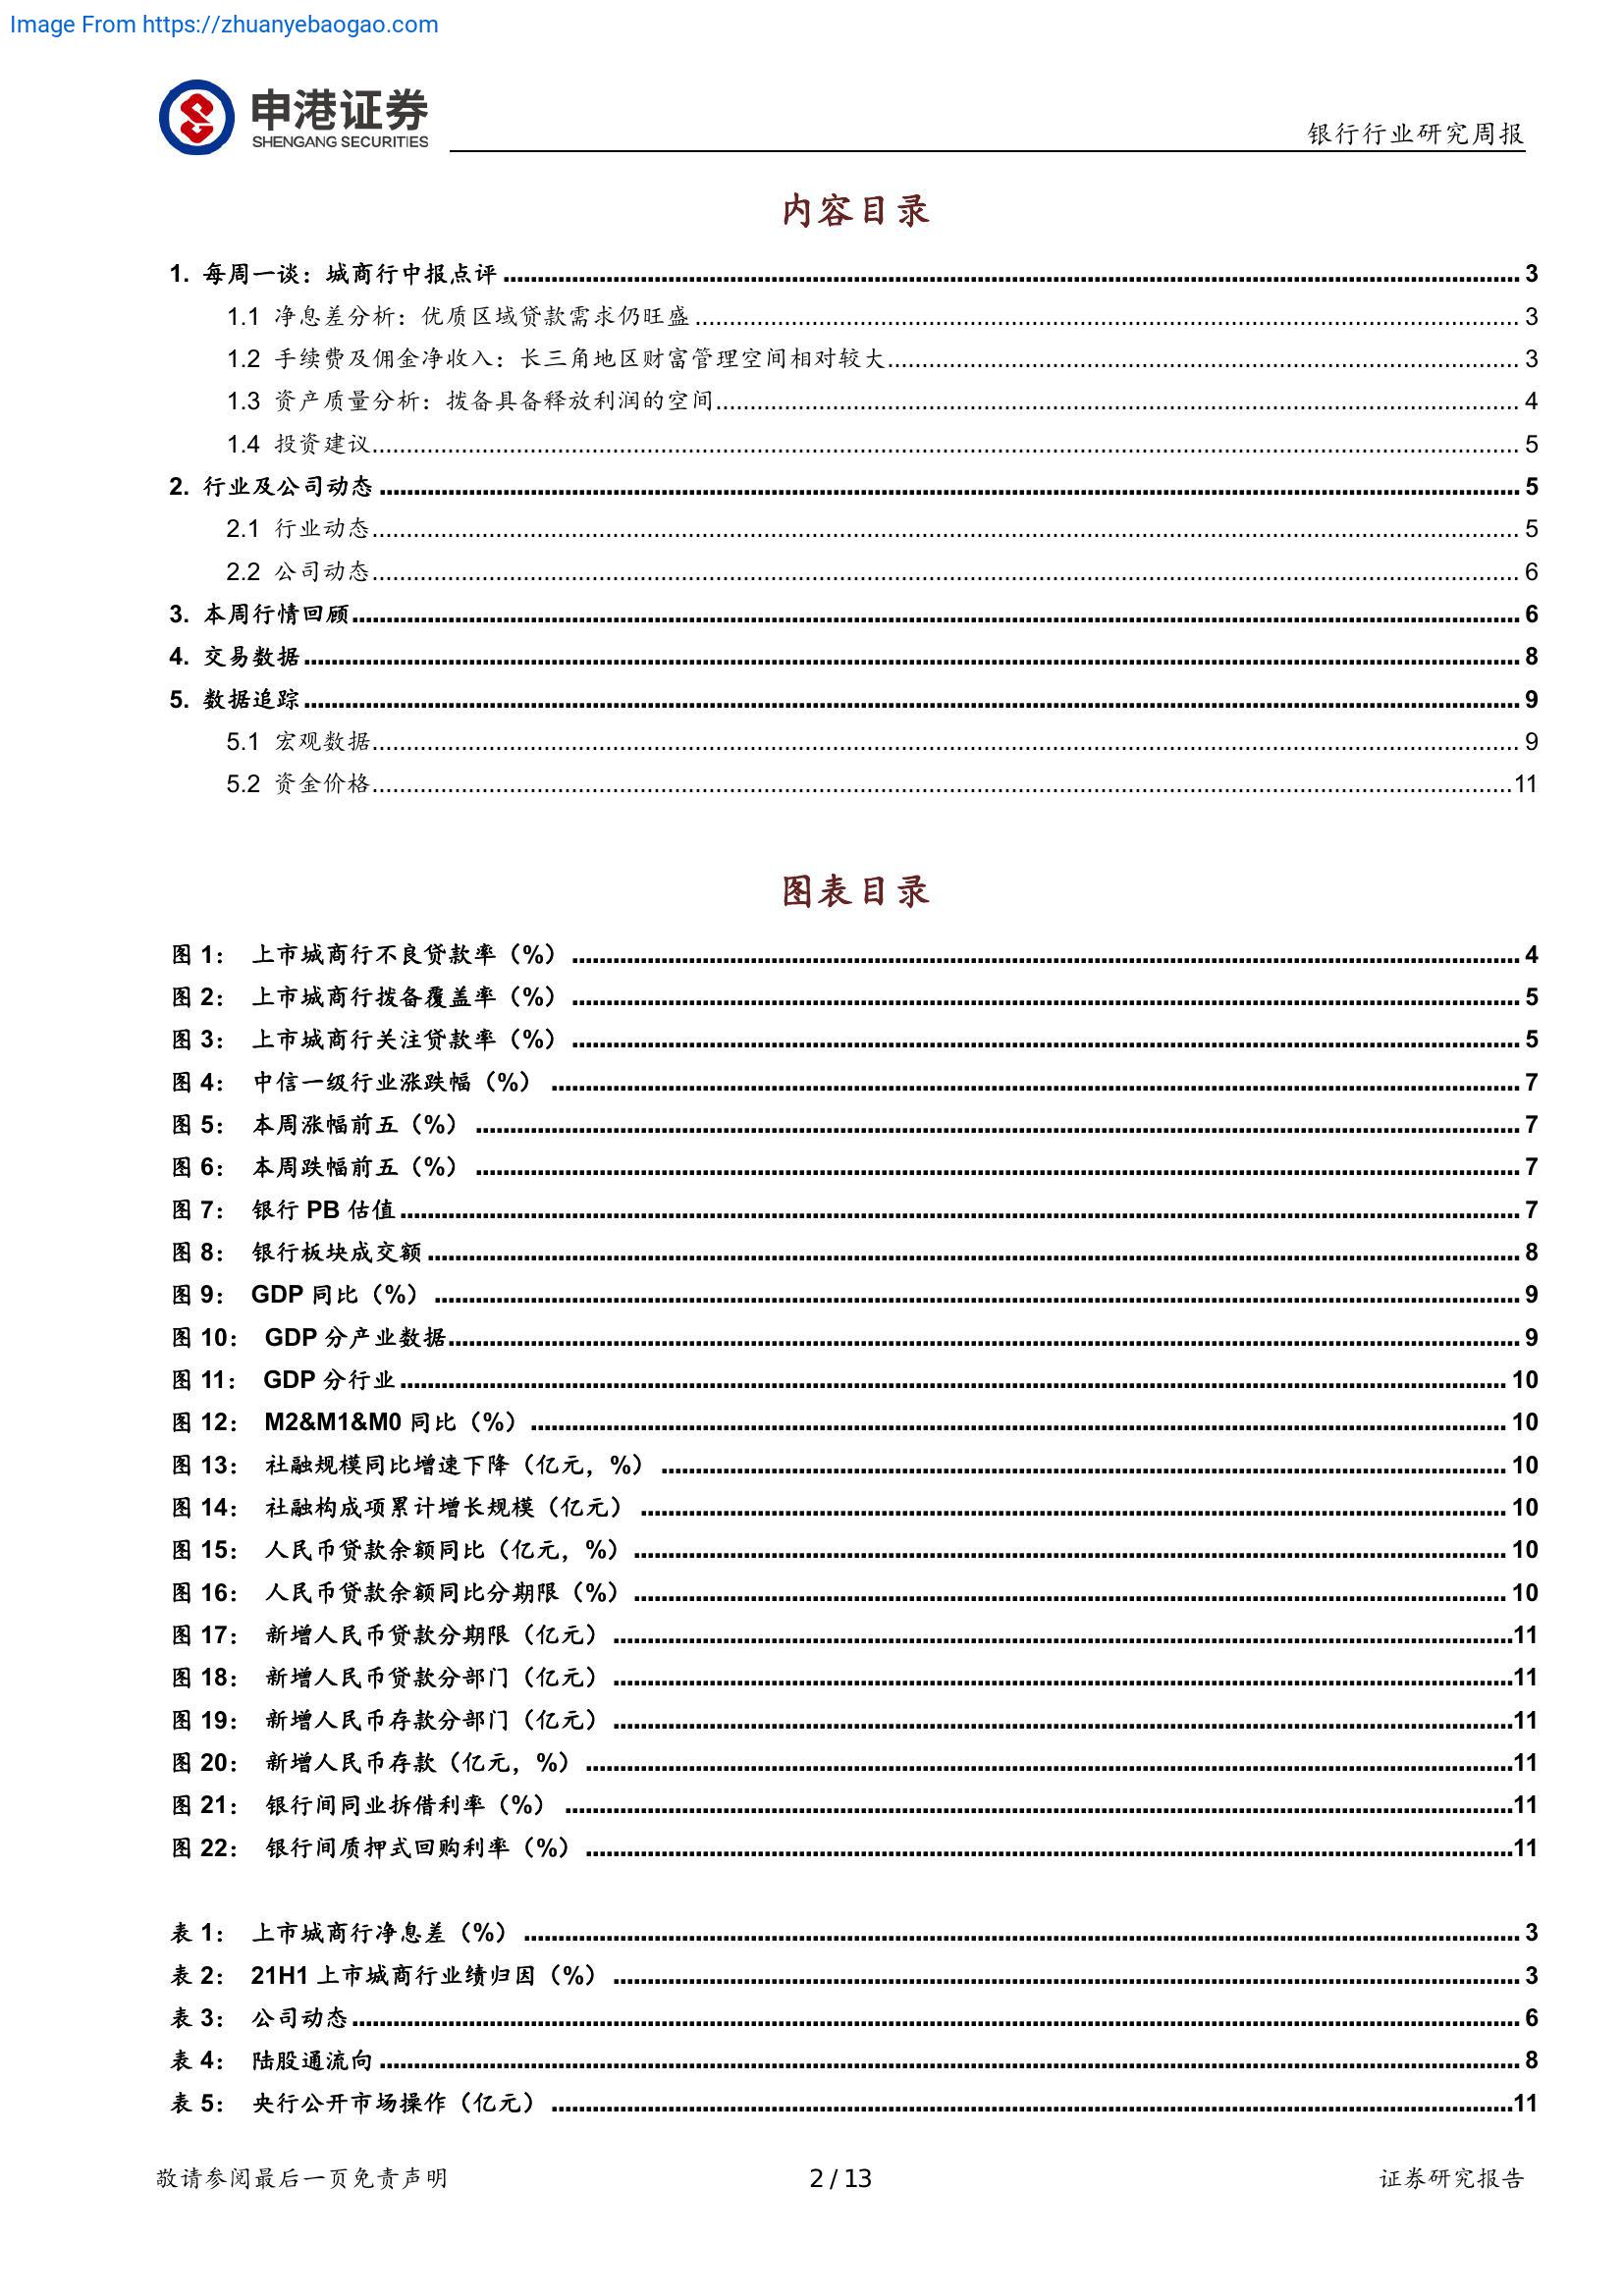 Image From https://zhuanyebaogao.com
申港证券
SHENGANG SECURITIES
银行行业研究周报
内容目录
1. 每周一谈：城商行中报点评 3
1.1 净息差分析：优质区域贷款需求仍旺盛 3
1.2 手续费及佣金净收入：长三角地区财富管理空间相对较大 3
1.3 资产质量分析：拨备具备释放利润的空间 4
1.4 投资建议 5
2. 行业及公司动态 5
2.1 行业动态 5
2.2 公司动态 6
3. 本周行情回顾 6
4. 交易数据 8
5. 数据追踪 9
5.1 宏观数据 9
5.2 资金价格 11
图表目录
图 1： 上市城商行不良贷款率（%） 4
图 2： 上市城商行拨备覆盖率（%） 5
图 3： 上市城商行关注贷款率（%） 5
图 4： 中信一级行业涨跌幅（%） 7
图 5： 本周涨幅前五（%） 7
图 6： 本周跌幅前五（%） 7
图 7： 银行 PB 估值 7
图 8： 银行板块成交额 8
图 9： GDP 同比（%） 9
图 10： GDP 分产业数据 9
图 11： GDP 分行业 10
图 12： M2&M1&M0 同比（%） 10
图 13： 社融规模同比增速下降（亿元，%） 10
图 14： 社融构成项累计增长规模（亿元） 10
图 15： 人民币贷款余额同比（亿元，%） 10
图 16： 人民币贷款余额同比分期限（%） 10
图 17： 新增人民币贷款分期限（亿元） 11
图 18： 新增人民币贷款分部门（亿元） 11
图 19： 新增人民币存款分部门（亿元） 11
图 20： 新增人民币存款（亿元，%） 11
图 21： 银行间同业拆借利率（%） 11
图 22： 银行间质押式回购利率（%） 11
表 1： 上市城商行净息差（%） 3
表 2： 21H1 上市城商行业绩归因（%） 3
表 3： 公司动态 6
表 4： 陆股通流向 8
表 5： 央行公开市场操作（亿元） 11
敬请参阅最后一页免责声明
2 / 13
证券研究报告